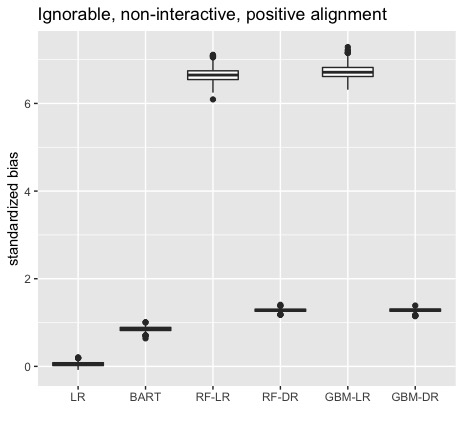 Ignorable, non-interactive, positive alignment
standardized bias
6
4
2
0
LR BART RF-LR RF-DR GBM-LR GBM-DR